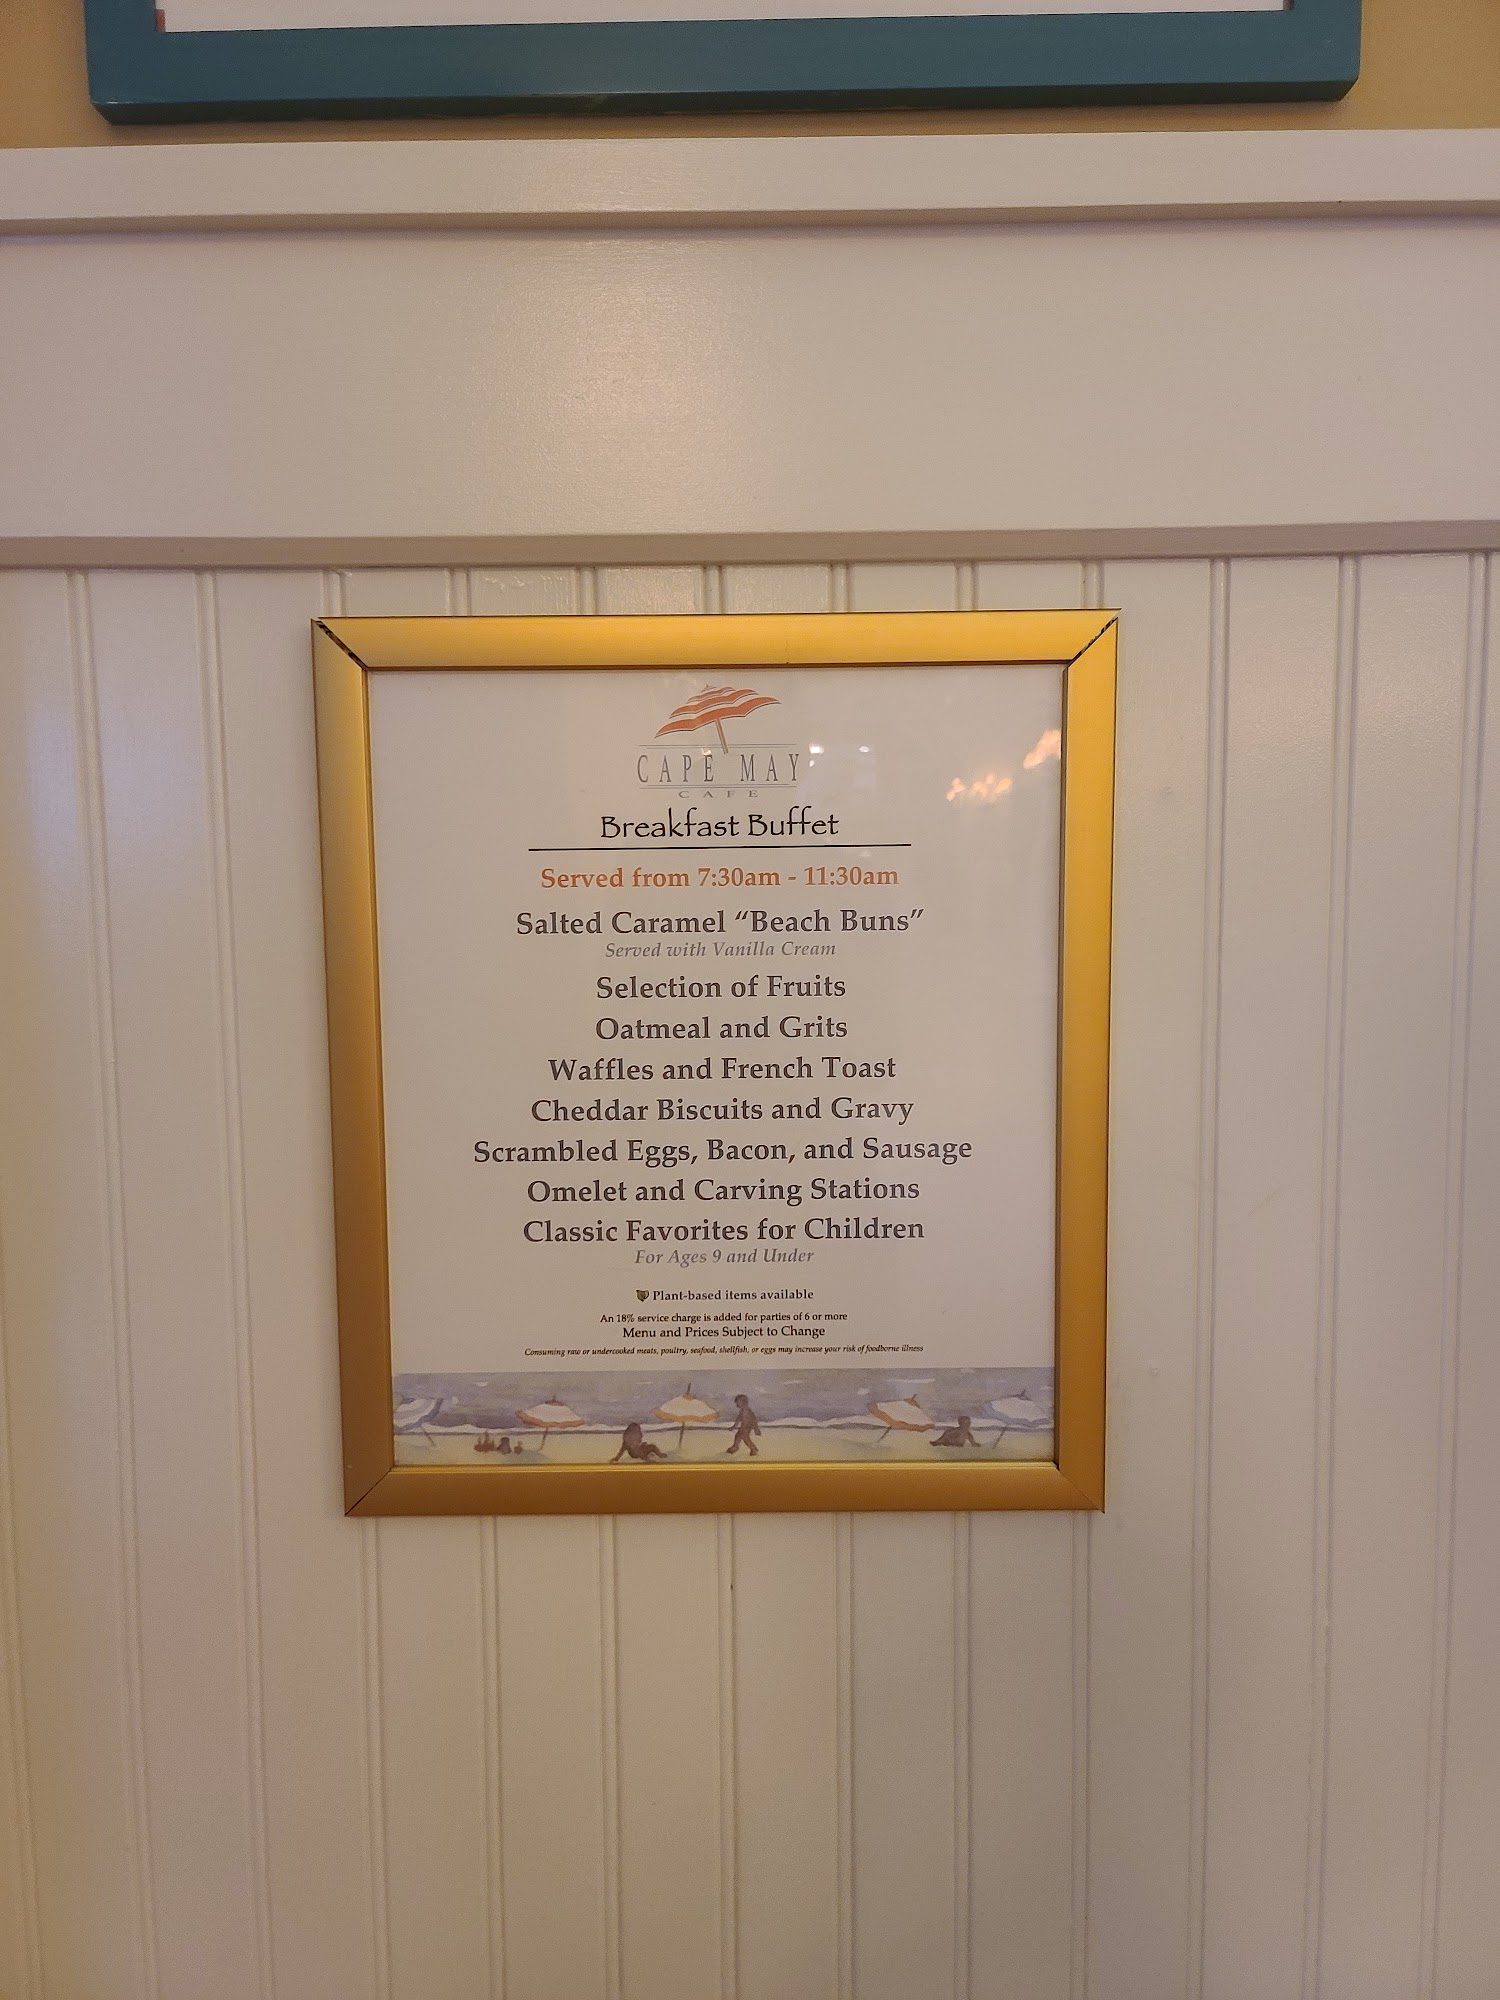 CAPE MAY
CAFE
Breakfast Buffet
Served from 7:30am - 11:30am
Salted Caramel “Beach Buns”
Served with Vanilla Cream
Selection of Fruits
Oatmeal and Grits
Waffles and French Toast
Cheddar Biscuits and Gravy
Scrambled Eggs, Bacon, and Sausage
Omelet and Carving Stations
Classic Favorites for Children
For Ages 9 and Under
Plant-based items available
An 18% service charge is added for parties of 6 or more
Menu and Prices Subject to Change
Consuming raw or undercooked meats, poultry, seafood, shellfish, or eggs may increase your risk of foodborne illness